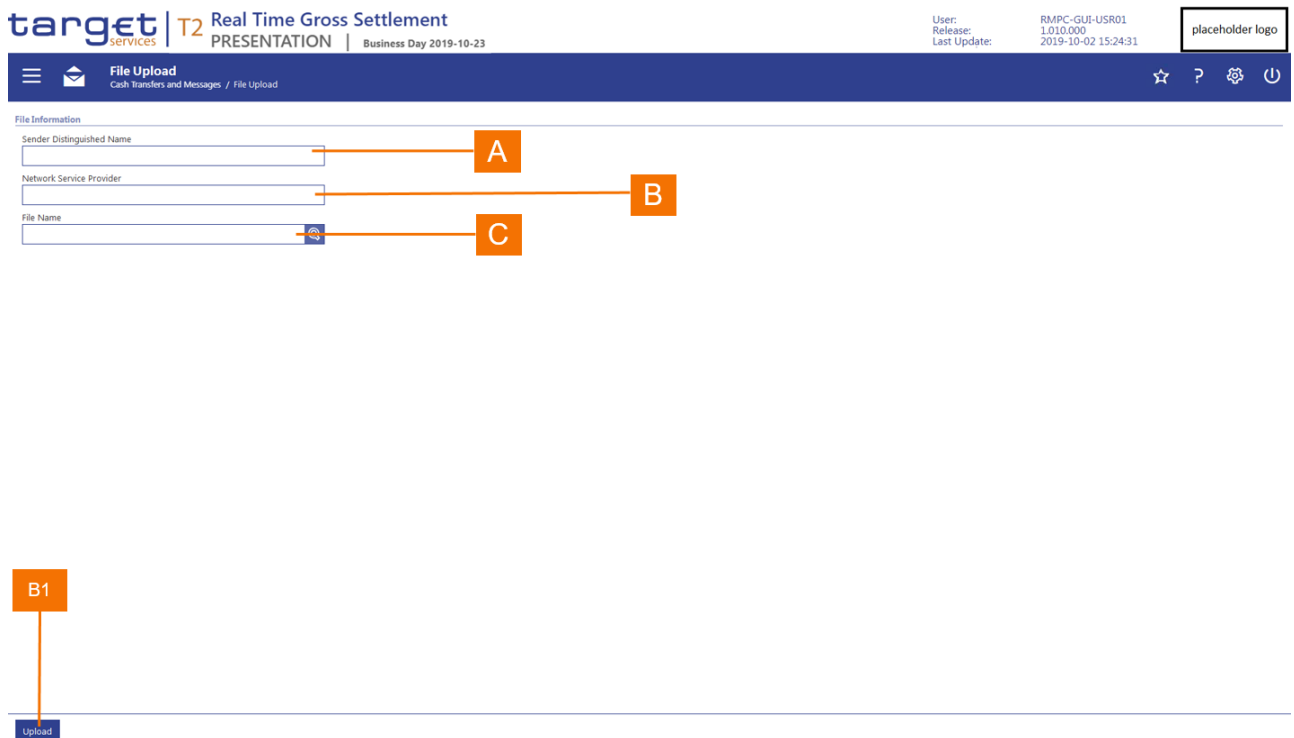 target services T2 Real Time Gross Settlement
PRESENTATION | Business Day 2019-10-23
User: RMPC-GUI-USR01
Release: 1.010.000
Last Update: 2019-10-02 15:24:31
placeholder logo
File Upload
Cash Transfers and Messages / File Upload
?
File Information
Sender Distinguished Name
A
Network Service Provider
B
File Name
C
B1
Upload